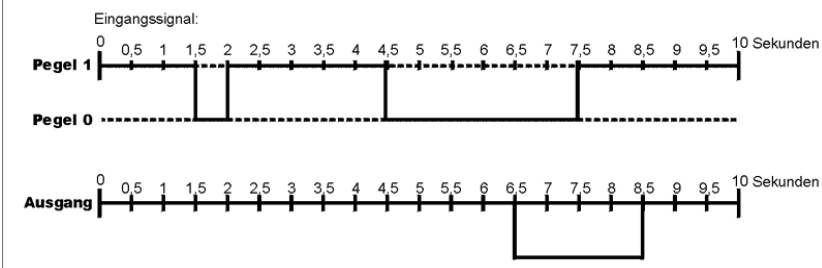 Eingangssignal:
0 0,5 1 1,5 2 2,5 3 3,5 4 4,5 5 5,5 6 6,5 7 7,5 8 8,5 9 9,5 10 Sekunden
Pegel 1
Pegel 0
0 0,5 1 1,5 2 2,5 3 3,5 4 4,5 5 5,5 6 6,5 7 7,5 8 8,5 9 9,5 10 Sekunden
Ausgang